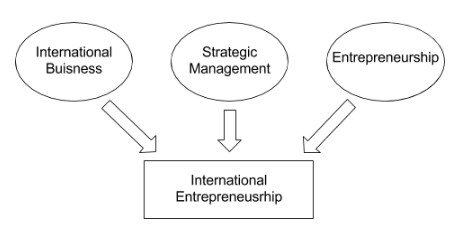 International
Buisness
Strategic
Management
Entrepreneurship
International
Entrepreneusrhip